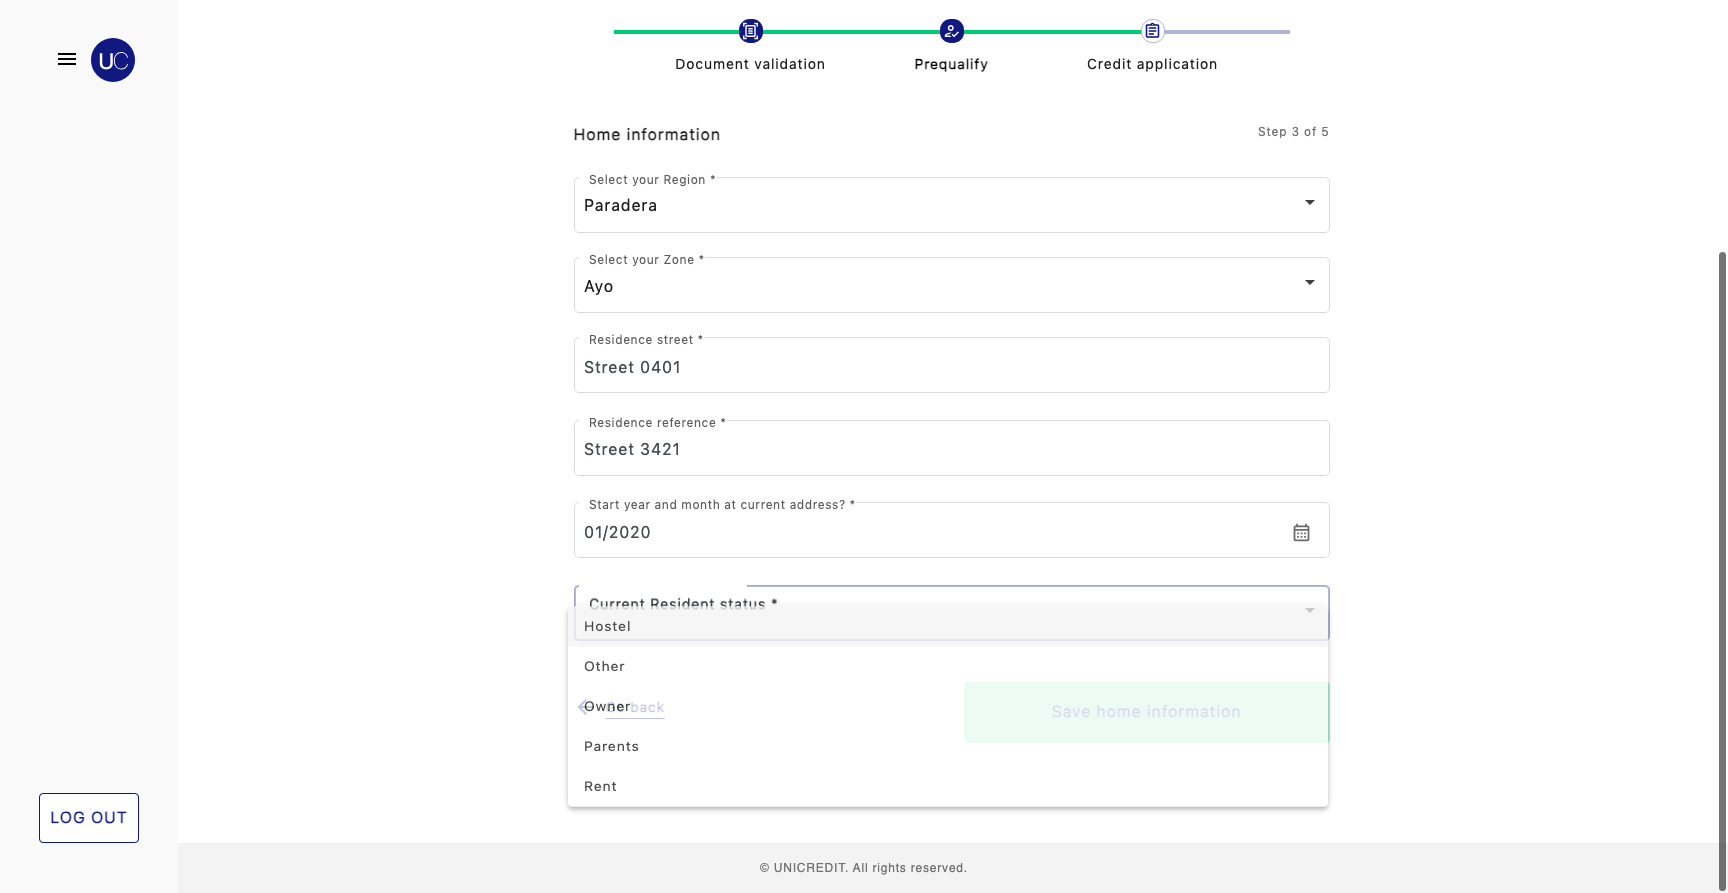 UC
Document validation
Prequalify
Credit application
Home information
Step 3 of 5
Select your Region *
Paradera
Select your Zone *
Ayo
Residence street *
Street 0401
Residence reference *
Street 3421
Start year and month at current address? *
01/2020
Current Resident status *
Hostel
Other
Owner
Go back
Save home information
Parents
Rent
LOG OUT
© UNICREDIT. All rights reserved.